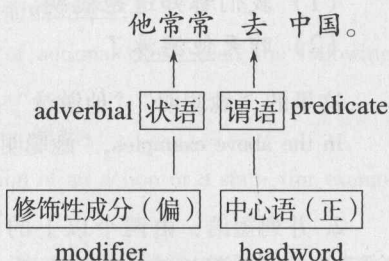 他常常 去 中国。
adverbial 状语 谓语 predicate
修饰性成分（偏） 中心语（正）
modifier headword